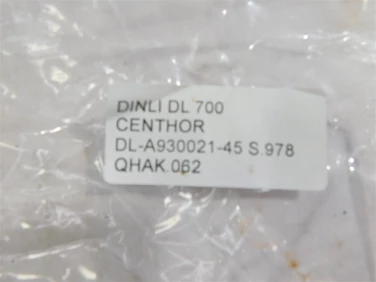 DINLI DL 700
CENTHOR
DL-A930021-45 S.978
QHAK.062